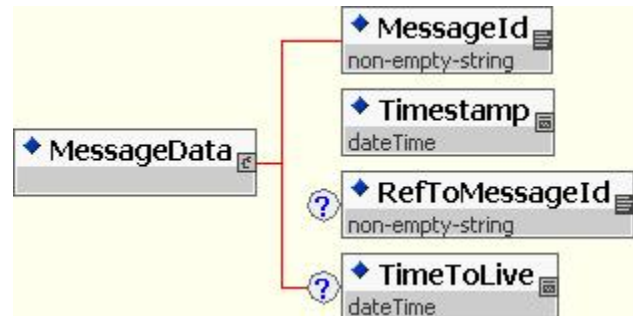 MessageId
non-empty-string
Timestamp
dateTime
MessageData
?
RefToMessageId
non-empty-string
?
TimeToLive
dateTime